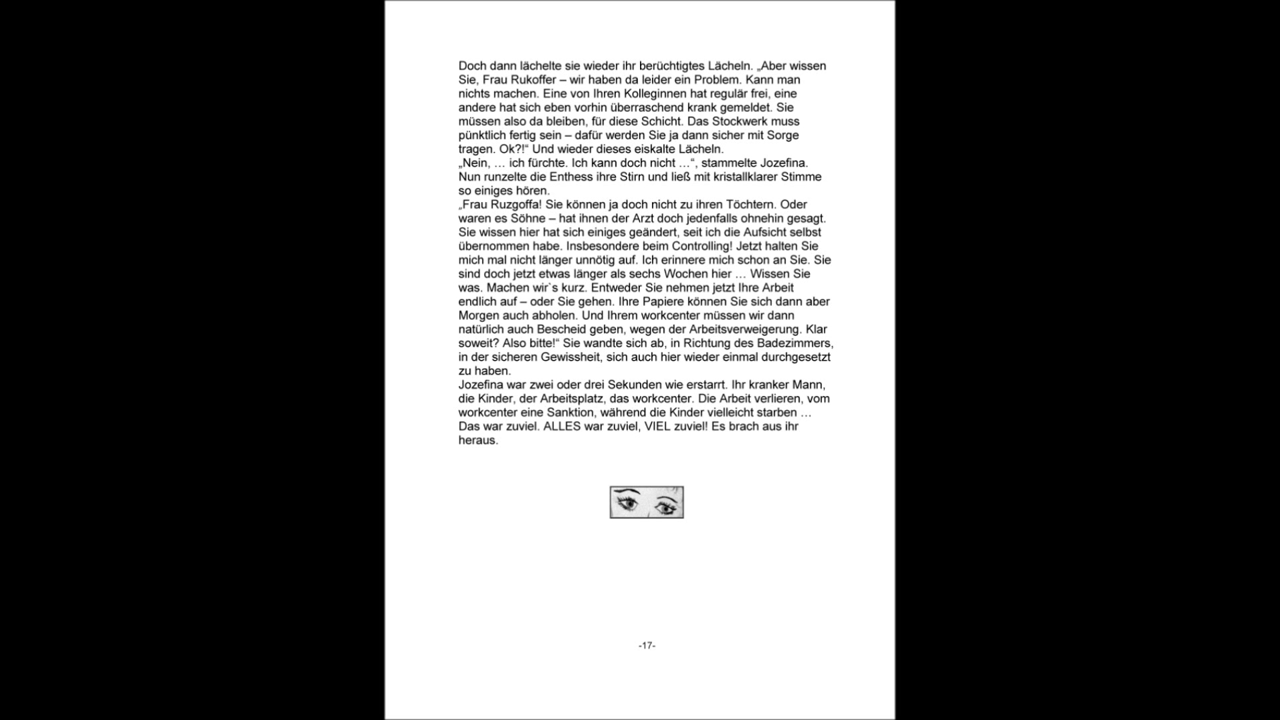 Doch dann lächelte sie wieder ihr berüchtigtes Lächeln. „Aber wissen
Sie, Frau Rukoffer – wir haben da leider ein Problem. Kann man
nichts machen. Eine von Ihren Kolleginnen hat regulär frei, eine
andere hat sich eben vorhin überraschend krank gemeldet. Sie
müssen also da bleiben, für diese Schicht. Das Stockwerk muss
pünktlich fertig sein – dafür werden Sie ja dann sicher mit Sorge
tragen. Ok?!“ Und wieder dieses eiskalte Lächeln.
„Nein, … ich fürchte. Ich kann doch nicht …“, stammelte Jozefina.
Nun runzelte die Enthess ihre Stirn und ließ mit kristallklarer Stimme
so einiges hören.
„Frau Ruzgoffa! Sie können ja doch nicht zu ihren Töchtern. Oder
waren es Söhne – hat ihnen der Arzt doch jedenfalls ohnehin gesagt.
Sie wissen hier hat sich einiges geändert, seit ich die Aufsicht selbst
übernommen habe. Insbesondere beim Controlling! Jetzt halten Sie
mich mal nicht länger unnötig auf. Ich erinnere mich schon an Sie. Sie
sind doch jetzt etwas länger als sechs Wochen hier … Wissen Sie
was. Machen wir`s kurz. Entweder Sie nehmen jetzt Ihre Arbeit
endlich auf – oder Sie gehen. Ihre Papiere können Sie sich dann aber
Morgen auch abholen. Und Ihrem workcenter müssen wir dann
natürlich auch Bescheid geben, wegen der Arbeitsverweigerung. Klar
soweit? Also bitte!“ Sie wandte sich ab, in Richtung des Badezimmers,
in der sicheren Gewissheit, sich auch hier wieder einmal durchgesetzt
zu haben.
Jozefina war zwei oder drei Sekunden wie erstarrt. Ihr kranker Mann,
die Kinder, der Arbeitsplatz, das workcenter. Die Arbeit verlieren, vom
workcenter eine Sanktion, während die Kinder vielleicht starben …
Das war zuviel. ALLES war zuviel, VIEL zuviel! Es brach aus ihr
heraus.
-17-